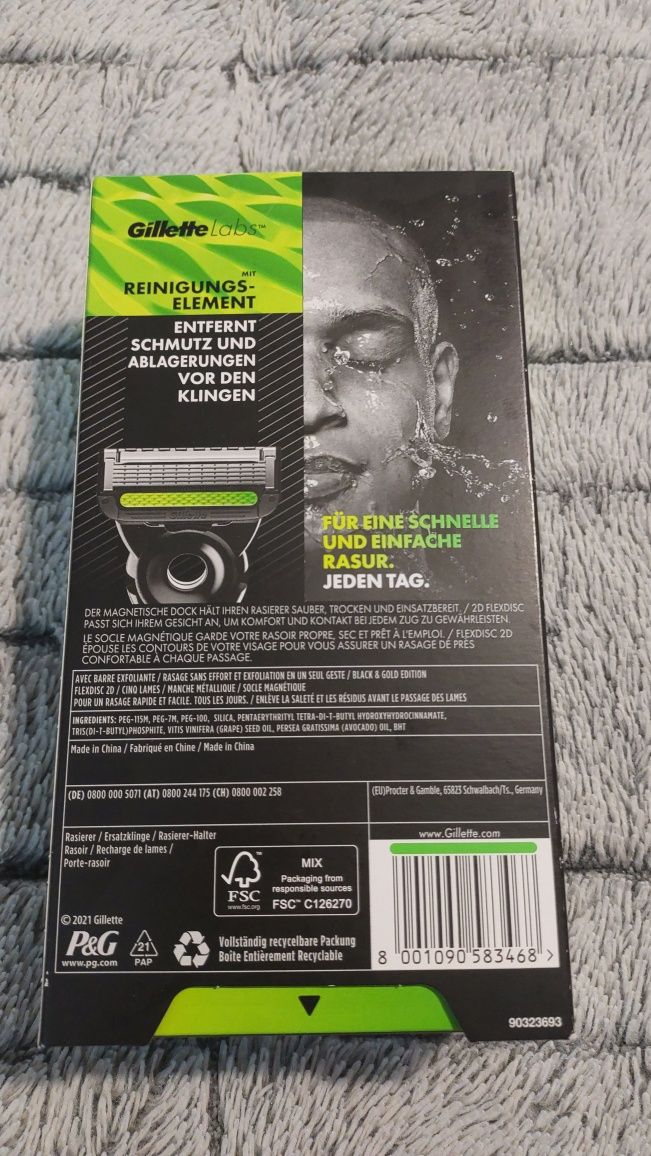 Gillette Labs™
MIT
REINIGUNGS-
ELEMENT
ENTFERNT
SCHMUTZ UND
ABLAGERUNGEN
VOR DEN
KLINGEN
Gillette
FÜR EINE SCHNELLE
UND EINFACHE
RASUR.
JEDEN TAG.
DER MAGNETISCHE DOCK HÄLT IHREN RASIERER SAUBER, TROCKEN UND EINSATZBEREIT. / 2D FLEXDISC
PASST SICH IHREM GESICHT AN, UM KOMFORT UND KONTAKT BEI JEDEM ZUG ZU GEWÄHRLEISTEN.
LE SOCLE MAGNÉTIQUE GARDE VOTRE RASOIR PROPRE, SEC ET PRÊT À L'EMPLOI. / FLEXDISC 2D
ÉPOUSE LES CONTOURS DE VOTRE VISAGE POUR VOUS ASSURER UN RASAGE DE PRÈS
CONFORTABLE À CHAQUE PASSAGE.
AVEC BARRE EXFOLIANTE / RASAGE SANS EFFORT ET EXFOLIATION EN UN SEUL GESTE / BLACK & GOLD EDITION
FLEXDISC 2D / CINQ LAMES / MANCHE MÉTALLIQUE / SOCLE MAGNÉTIQUE
POUR UN RASAGE RAPIDE ET FACILE. TOUS LES JOURS. / ENLÈVE LA SALETÉ ET LES RÉSIDUS AVANT LE PASSAGE DES LAMES
INGREDIENTS: PEG-115M, PEG-7M, PEG-100, SILICA, PENTAERYTHRITYL TETRA-DI-T-BUTYL HYDROXYHYDROCINNAMATE,
TRIS(DI-T-BUTYL)PHOSPHITE, VITIS VINIFERA (GRAPE) SEED OIL, PERSEA GRATISSIMA (AVOCADO) OIL, BHT
Made in China / Fabriqué en Chine / Made in China
(DE) 0800 000 5071 (AT) 0800 244 175 (CH) 0800 002 258
(EU)Procter & Gamble, 65823 Schwalbach/Ts., Germany
Rasierer / Ersatzklinge / Rasierer-Halter
Rasoir / Recharge de lames /
Porte-rasoir
www.Gillette.com
FSC™
www.fsc.org
MIX
Packaging from
responsible sources
FSC™ C126270
© 2021 Gillette
P&G
www.pg.com
21
PAP
Vollständig recycelbare Packung
Boîte Entièrement Recyclable
8 001090 583468 >
90323693